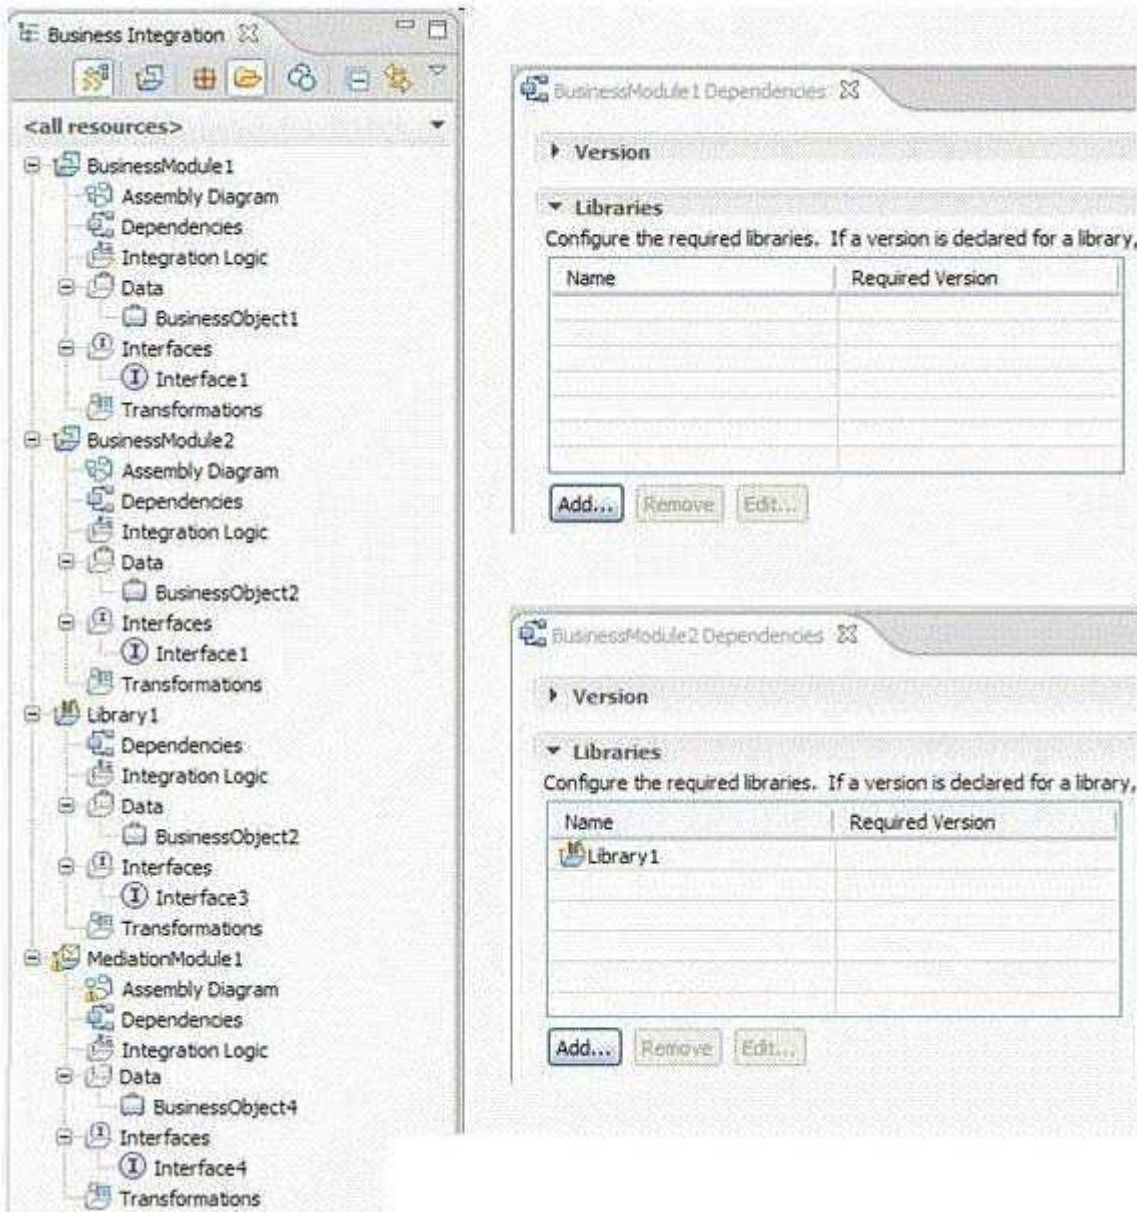 Business Integration
<all resources>
BusinessModule1
Assembly Diagram
Dependencies
Integration Logic
Data
BusinessObject1
Interfaces
Interface1
Transformations
BusinessModule2
Assembly Diagram
Dependencies
Integration Logic
Data
BusinessObject2
Interfaces
Interface1
Transformations
Library1
Dependencies
Integration Logic
Data
BusinessObject2
Interfaces
Interface3
Transformations
MediationModule1
Assembly Diagram
Dependencies
Integration Logic
Data
BusinessObject4
Interfaces
Interface4
Transformations
BusinessModule1 Dependencies
Version
Libraries
Configure the required libraries. If a version is declared for a library,
Name Required Version
Add... Remove Edit...
BusinessModule2 Dependencies
Version
Libraries
Configure the required libraries. If a version is declared for a library,
Name Required Version
Library1
Add... Remove Edit...